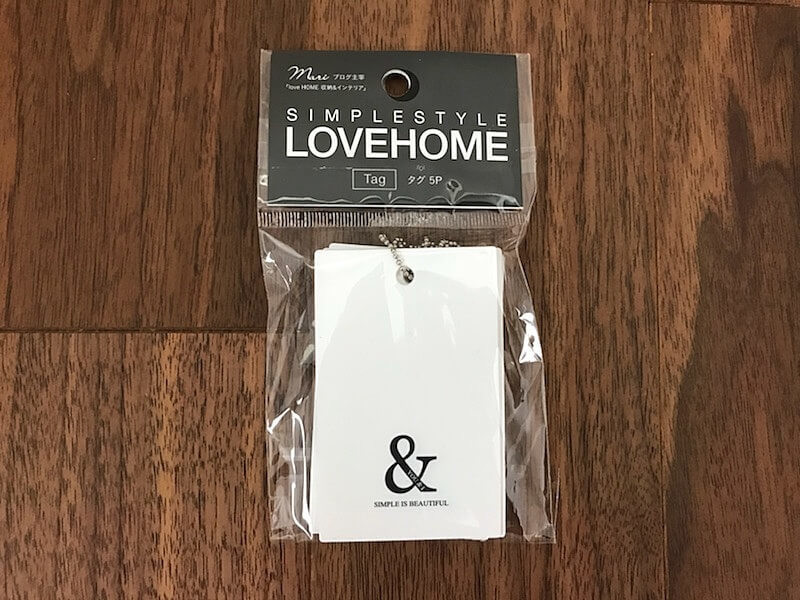 Mari ブログ主宰
「love HOME 収納&インテリア」
SIMPLESTYLE
LOVEHOME
Tag タグ 5P
&
SIMPLE IS BEAUTIFUL